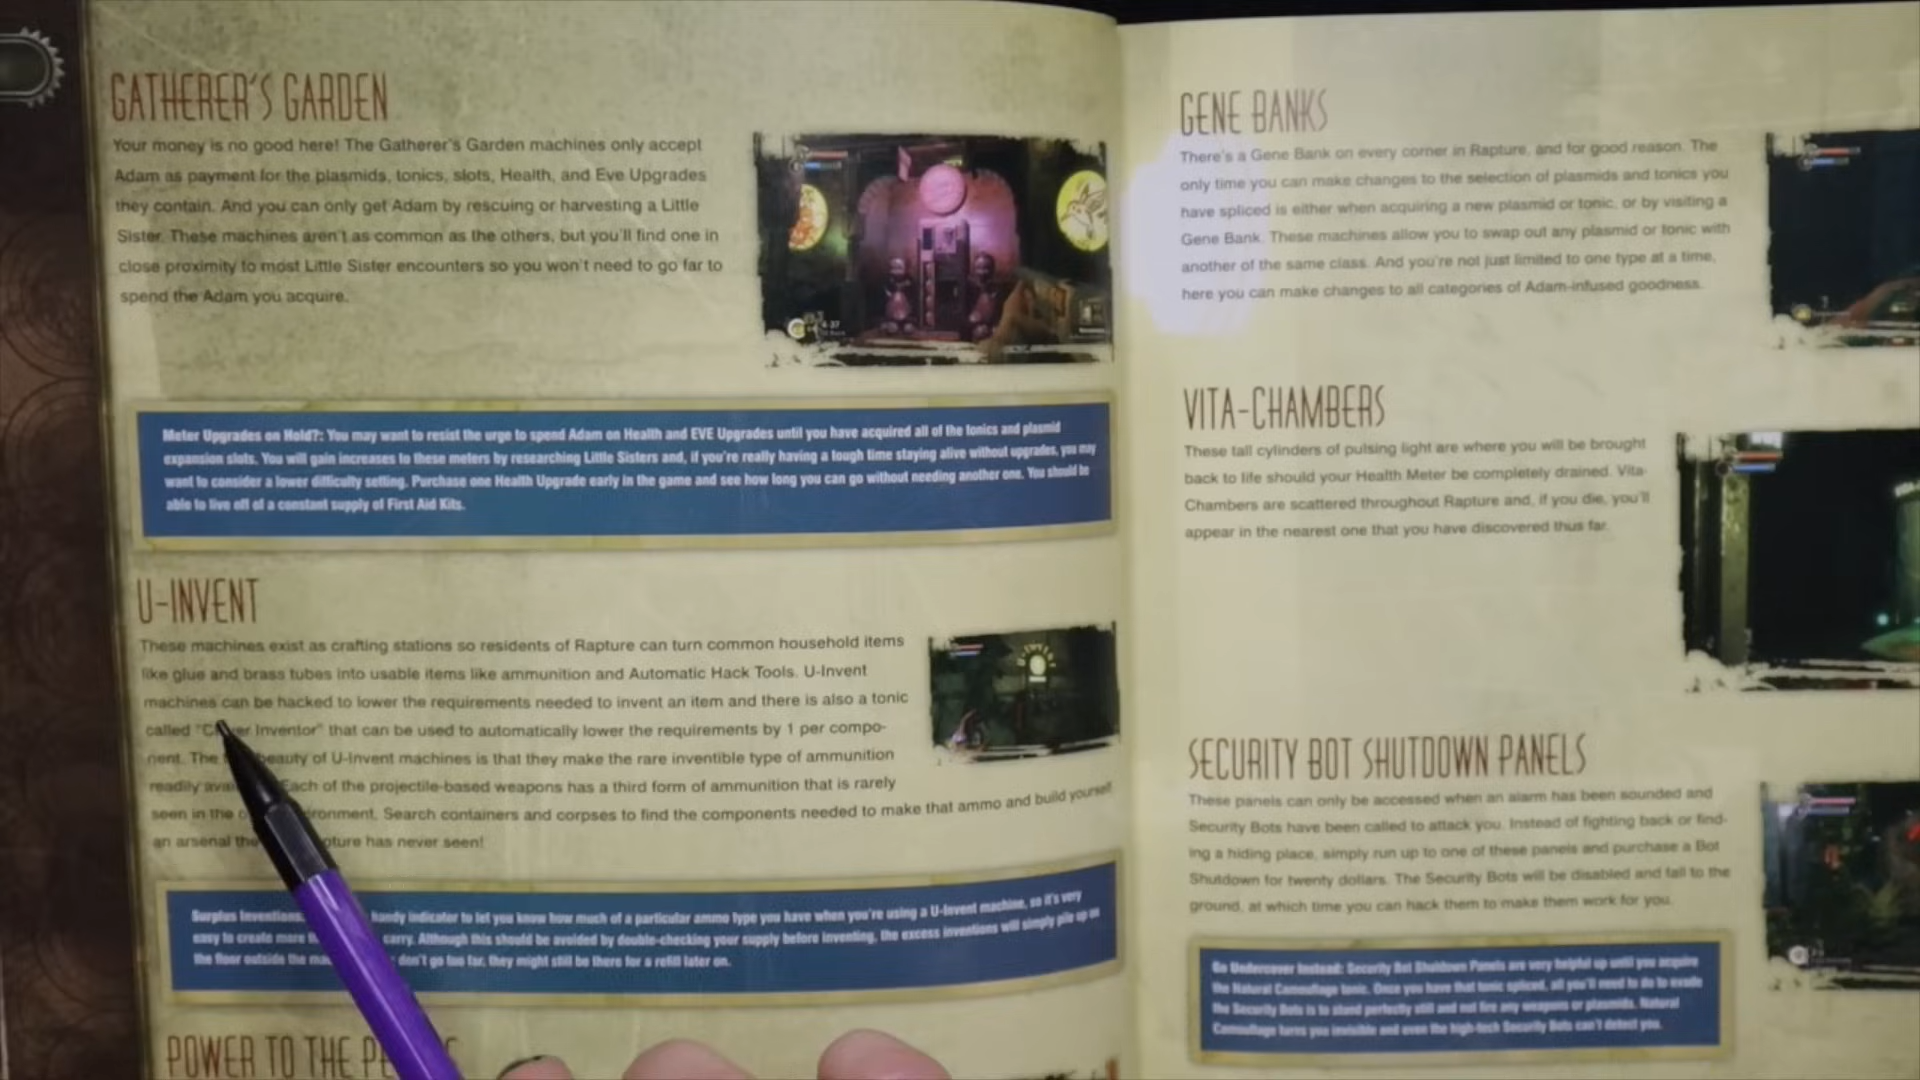 GATHERER'S GARDEN
Your money is no good here! The Gatherer's Garden machines only accept
Adam as payment for the plasmids, tonics, slots, Health, and Eve Upgrades
they contain. And you can only get Adam by rescuing or harvesting a Little
Sister. These machines aren't as common as the others, but you'll find one in
close proximity to most Little Sister encounters so you won't need to go far to
spend the Adam you acquire.
Meter Upgrades on Hold?: You may want to resist the urge to spend Adam on Health and EVE Upgrades until you have acquired all of the tonics and plasmid
expansion slots. You will gain increases to these meters by researching Little Sisters and, if you're really having a tough time staying alive without upgrades, you may
want to consider a lower difficulty setting. Purchase one Health Upgrade early in the game and see how long you can go without needing another one. You should be
able to live off of a constant supply of First Aid Kits.
U-INVENT
These machines exist as crafting stations so residents of Rapture can turn common household items
like glue and brass tubes into usable items like ammunition and Automatic Hack Tools. U-Invent
machines can be hacked to lower the requirements needed to invent an item and there is also a tonic
called "Clever Inventor" that can be used to automatically lower the requirements by 1 per compo-
nent. The beauty of U-Invent machines is that they make the rare inventible type of ammunition
readily Each of the projectile-based weapons has a third form of ammunition that is rarely
seen in the Search containers and corpses to find the components needed to make that ammo and build yourself
an arsenal has never seen!
Surplus Inventions: handy indicator to let you know how much of a particular ammo type you have when you're using a U-Invent machine, so it's very
easy to create more carry. Although this should be avoided by double-checking your supply before inventing, the excess inventions will simply pile up on
the floor outside the don't go too far, they might still be there for a refill later on.
POWER TO THE
GENE BANKS
There's a Gene Bank on every corner in Rapture, and for good reason. The
only time you can make changes to the selection of plasmids and tonics you
have spliced is either when acquiring a new plasmid or tonic, or by visiting a
Gene Bank. These machines allow you to swap out any plasmid or tonic with
another of the same class. And you're not just limited to one type at a time,
here you can make changes to all categories of Adam-infused goodness.
VITA-CHAMBERS
These tall cylinders of pulsing light are where you will be brought
back to life should your Health Meter be completely drained. Vita-
Chambers are scattered throughout Rapture and, if you die, you'll
appear in the nearest one that you have discovered thus far.
SECURITY BOT SHUTDOWN PANELS
These panels can only be accessed when an alarm has been sounded and
Security Bots have been called to attack you. Instead of fighting back or find-
ing a hiding place, simply run up to one of these panels and purchase a Bot
Shutdown for twenty dollars. The Security Bots will be disabled and fall to the
ground, at which time you can hack them to make them work for you.
Go Undercover Instead: Security Bot Shutdown Panels are very helpful up until you acquire
the Natural Camouflage tonic. Once you have that tonic spliced, all you'll need to do to evade
the Security Bots is to stand perfectly still and not fire any weapons or plasmids. Natural
Camouflage turns you invisible and even the high-tech Security Bots can't detect you.